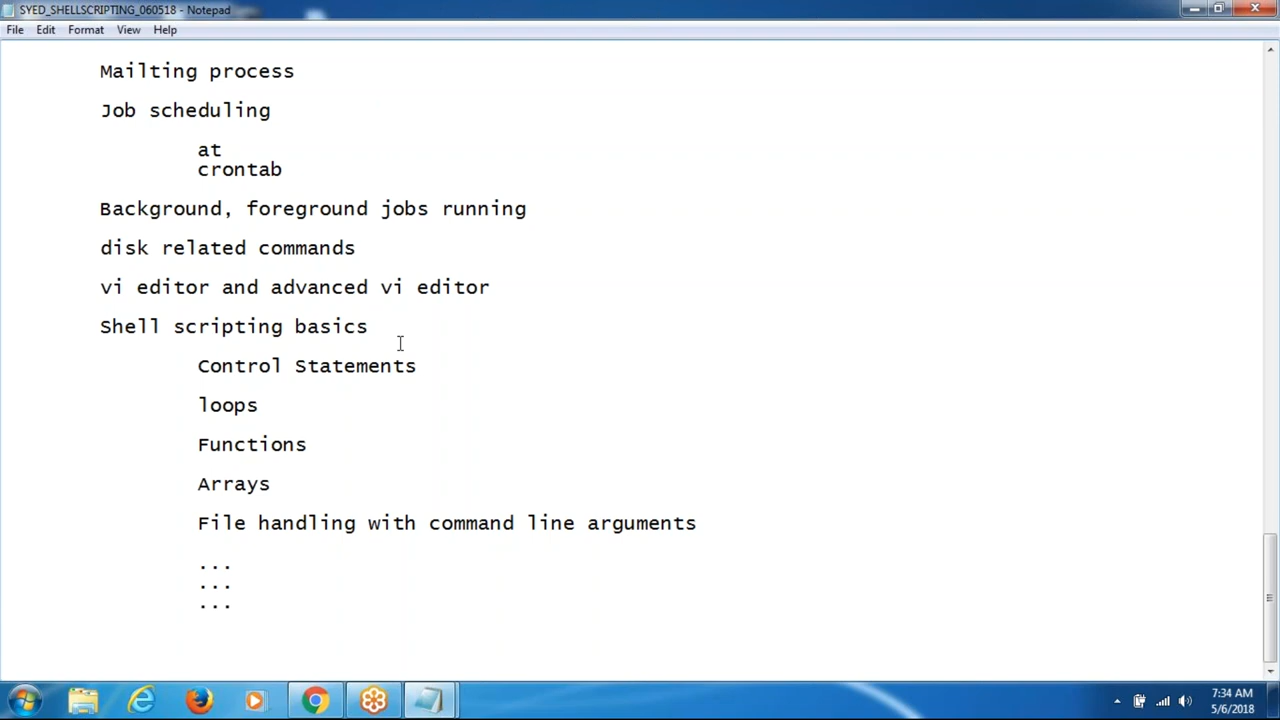 SYED_SHELLSCRIPTING_060518 - Notepad
File Edit Format View Help
Mailting process
Job scheduling
at
crontab
Background, foreground jobs running
disk related commands
vi editor and advanced vi editor
Shell scripting basics
Control Statements
loops
Functions
Arrays
File handling with command line arguments
...
...
...
7:34 AM
5/6/2018